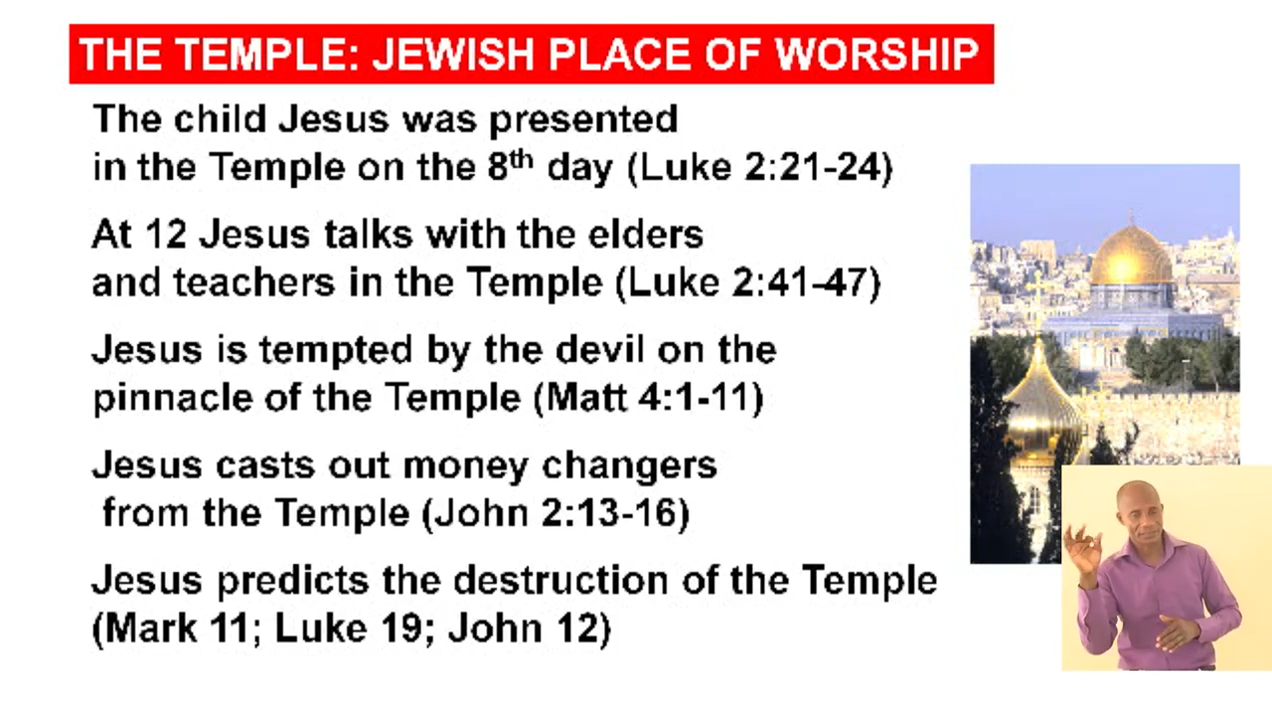 THE TEMPLE: JEWISH PLACE OF WORSHIP
The child Jesus was presented
in the Temple on the 8th day (Luke 2:21-24)
At 12 Jesus talks with the elders
and teachers in the Temple (Luke 2:41-47)
Jesus is tempted by the devil on the
pinnacle of the Temple (Matt 4:1-11)
Jesus casts out money changers
from the Temple (John 2:13-16)
Jesus predicts the destruction of the Temple
(Mark 11; Luke 19; John 12)